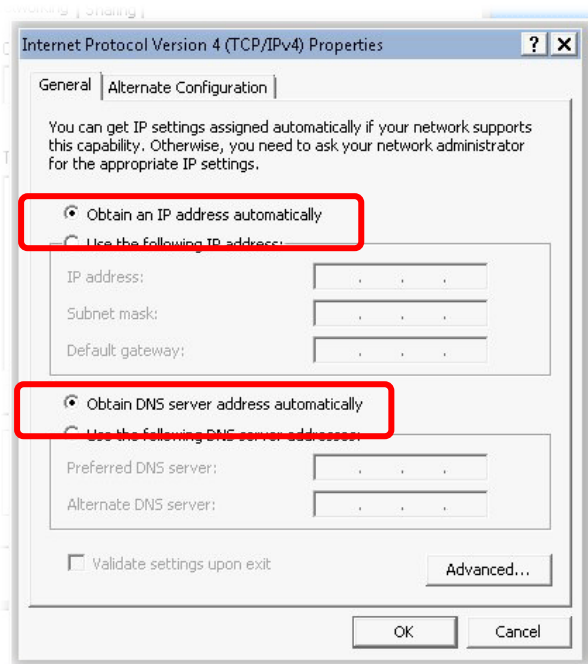 Sharing
Internet Protocol Version 4 (TCP/IPv4) Properties
? X
General
Alternate Configuration
You can get IP settings assigned automatically if your network supports
this capability. Otherwise, you need to ask your network administrator
for the appropriate IP settings.
Obtain an IP address automatically
Use the following IP address:
IP address:
Subnet mask:
Default gateway:
Obtain DNS server address automatically
Use the following DNS server addresses:
Preferred DNS server:
Alternate DNS server:
Validate settings upon exit
Advanced...
OK
Cancel